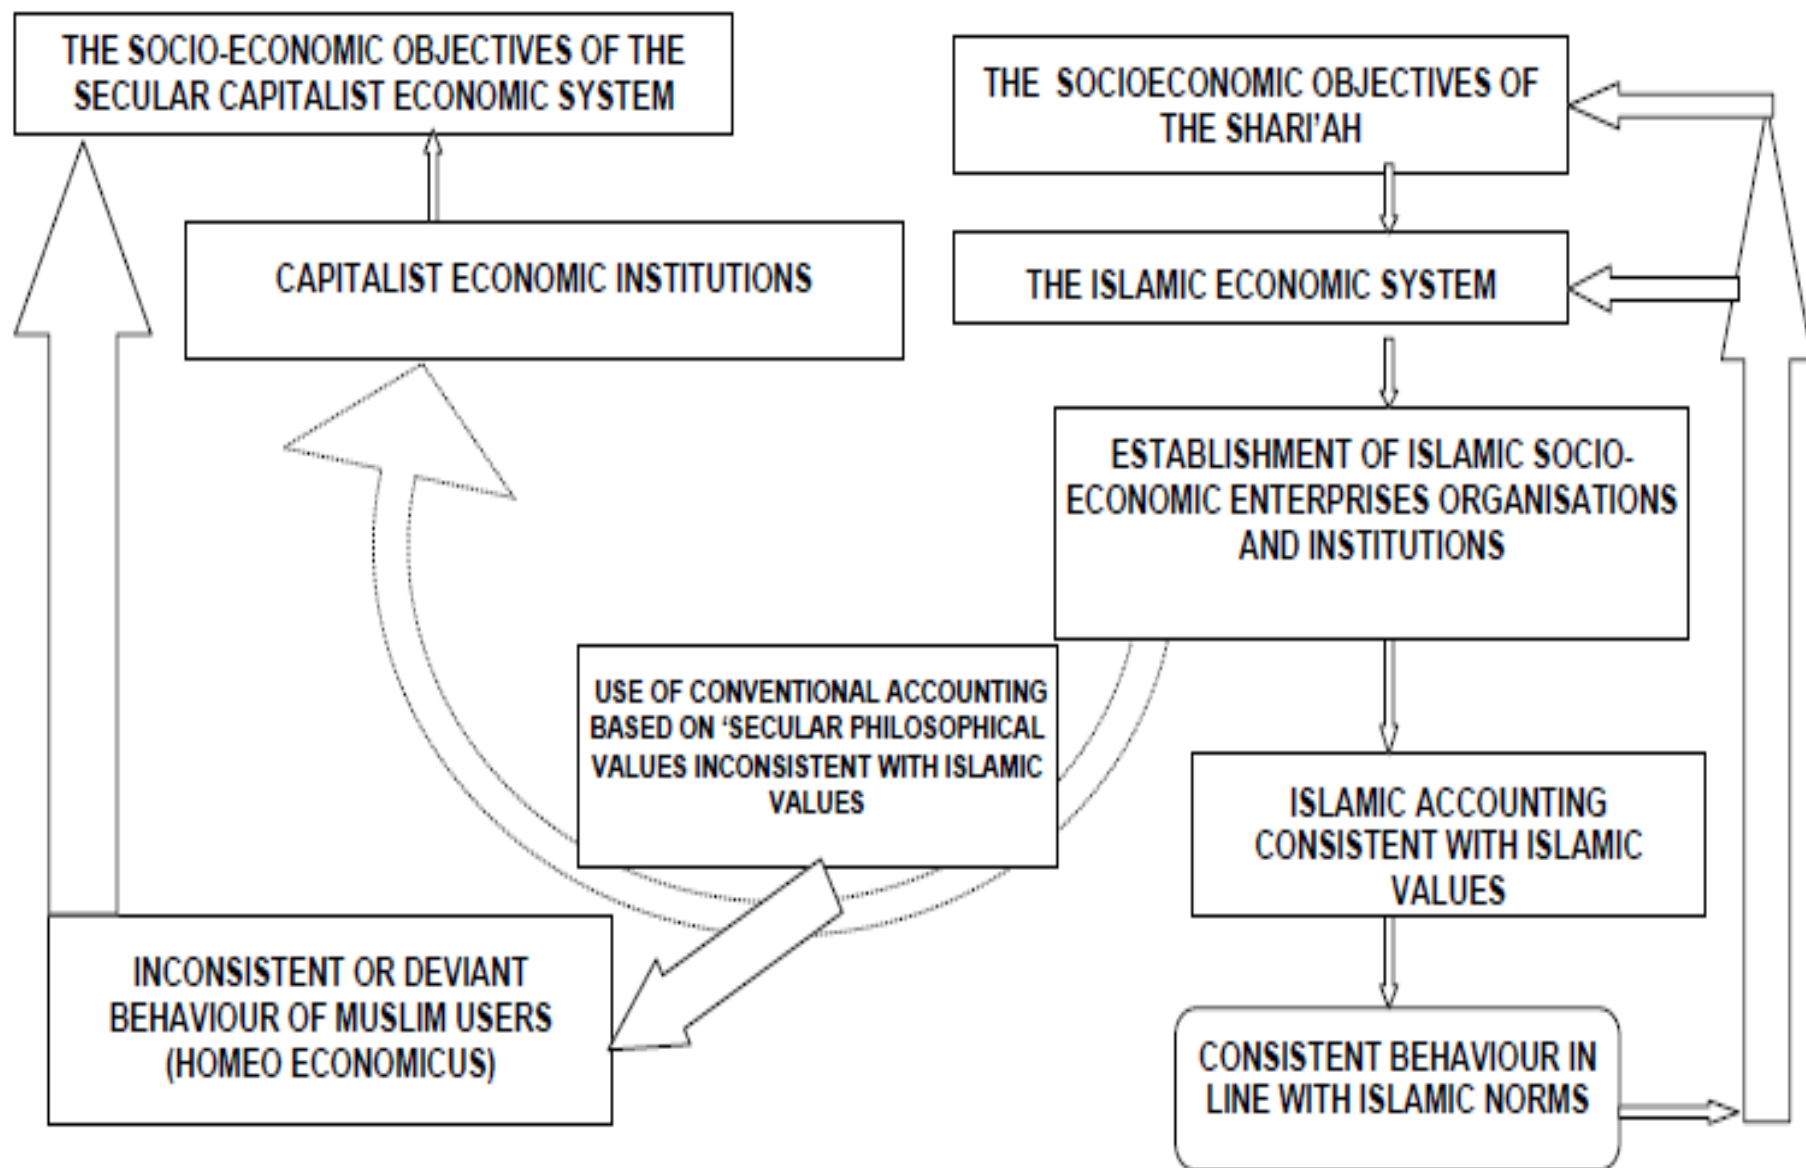 THE SOCIO-ECONOMIC OBJECTIVES OF THE
SECULAR CAPITALIST ECONOMIC SYSTEM
CAPITALIST ECONOMIC INSTITUTIONS
THE SOCIOECONOMIC OBJECTIVES OF
THE SHARI'AH
THE ISLAMIC ECONOMIC SYSTEM
ESTABLISHMENT OF ISLAMIC SOCIO-
ECONOMIC ENTERPRISES ORGANISATIONS
AND INSTITUTIONS
USE OF CONVENTIONAL ACCOUNTING
BASED ON ‘SECULAR PHILOSOPHICAL
VALUES INCONSISTENT WITH ISLAMIC
VALUES
ISLAMIC ACCOUNTING
CONSISTENT WITH ISLAMIC
VALUES
INCONSISTENT OR DEVIANT
BEHAVIOUR OF MUSLIM USERS
(HOMEO ECONOMICUS)
CONSISTENT BEHAVIOUR IN
LINE WITH ISLAMIC NORMS